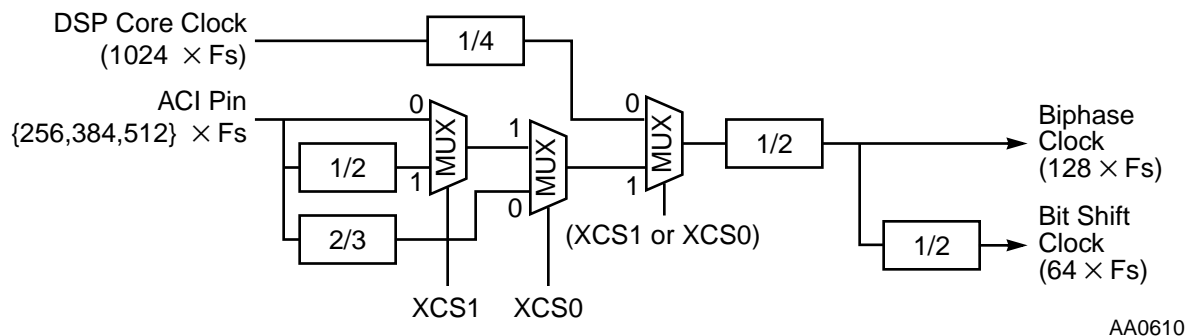 DSP Core Clock
(1024 × Fs)
1/4
ACI Pin
{256,384,512} × Fs
0
1/2
1
MUX
2/3
1
MUX
0
0
MUX
1
(XCS1 or XCS0)
1/2
Biphase
Clock
(128 × Fs)
1/2
Bit Shift
Clock
(64 × Fs)
XCS1
XCS0
AA0610